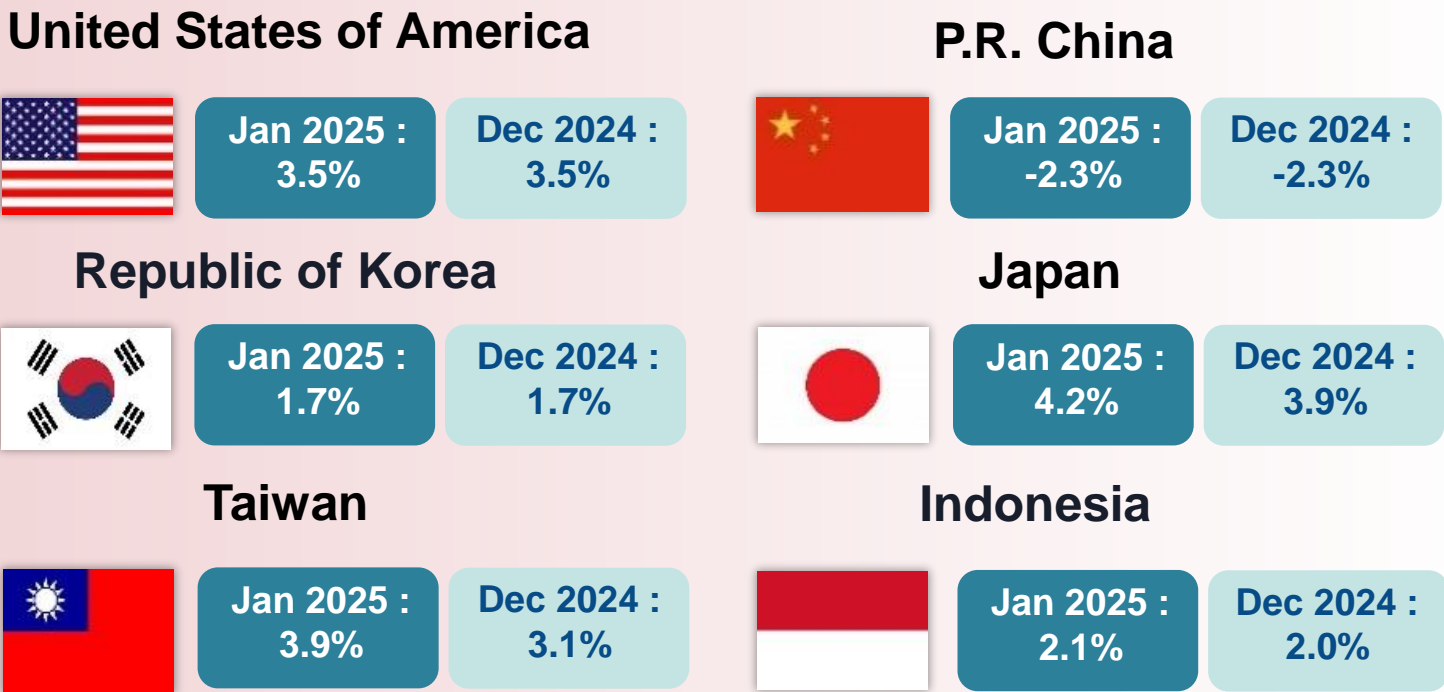 United States of America
Jan 2025 :
3.5%
Dec 2024 :
3.5%
P.R. China
Jan 2025 :
-2.3%
Dec 2024 :
-2.3%
Republic of Korea
Jan 2025 :
1.7%
Dec 2024 :
1.7%
Japan
Jan 2025 :
4.2%
Dec 2024 :
3.9%
Taiwan
Jan 2025 :
3.9%
Dec 2024 :
3.1%
Indonesia
Jan 2025 :
2.1%
Dec 2024 :
2.0%